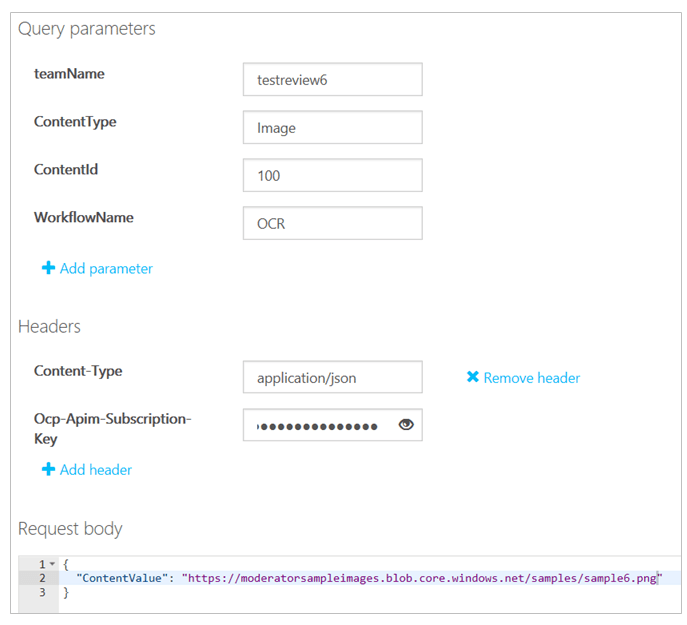 Query parameters
teamName
testreview6
ContentType
Image
ContentId
100
WorkflowName
OCR
Add parameter
Headers
Content-Type
application/json
Remove header
Ocp-Apim-Subscription-
Key
Add header
Request body
1 {
2 "ContentValue": "https://moderatorsampleimages.blob.core.windows.net/samples/sample6.png"
3 }